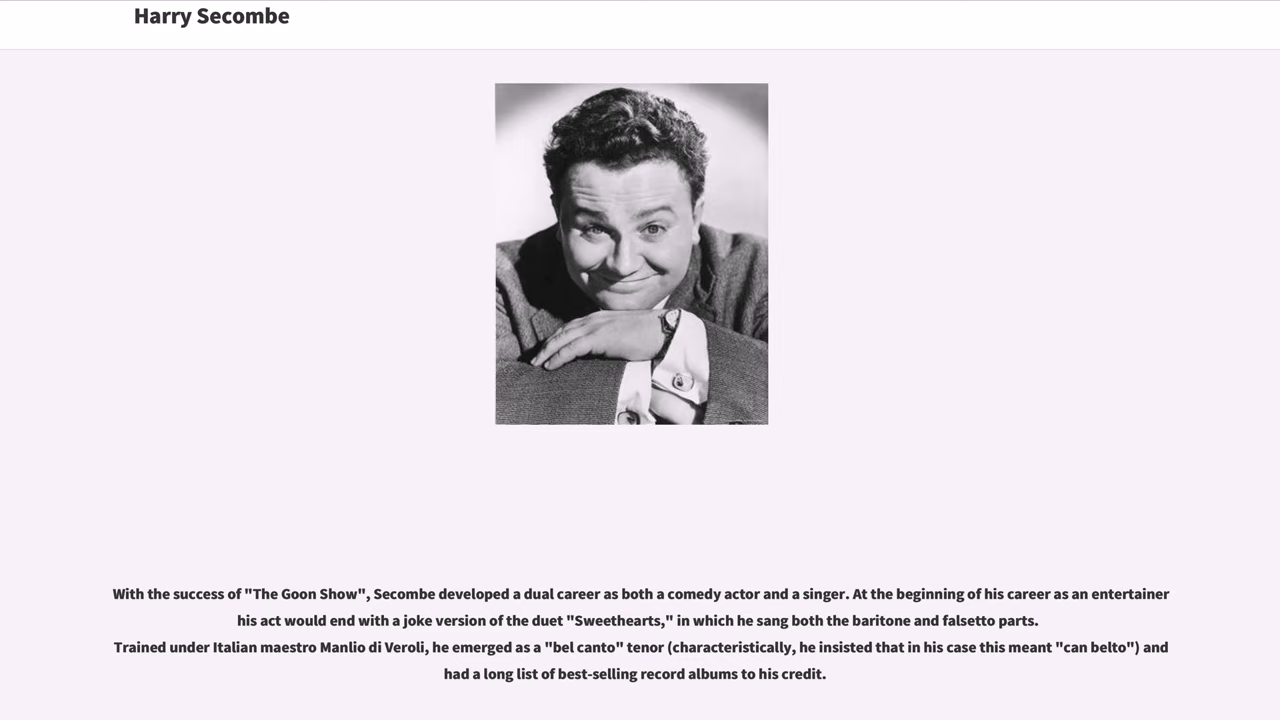 Harry Secombe
With the success of "The Goon Show", Secombe developed a dual career as both a comedy actor and a singer. At the beginning of his career as an entertainer
his act would end with a joke version of the duet "Sweethearts," in which he sang both the baritone and falsetto parts.
Trained under Italian maestro Manlio di Veroli, he emerged as a "bel canto" tenor (characteristically, he insisted that in his case this meant "can belto") and
had a long list of best-selling record albums to his credit.